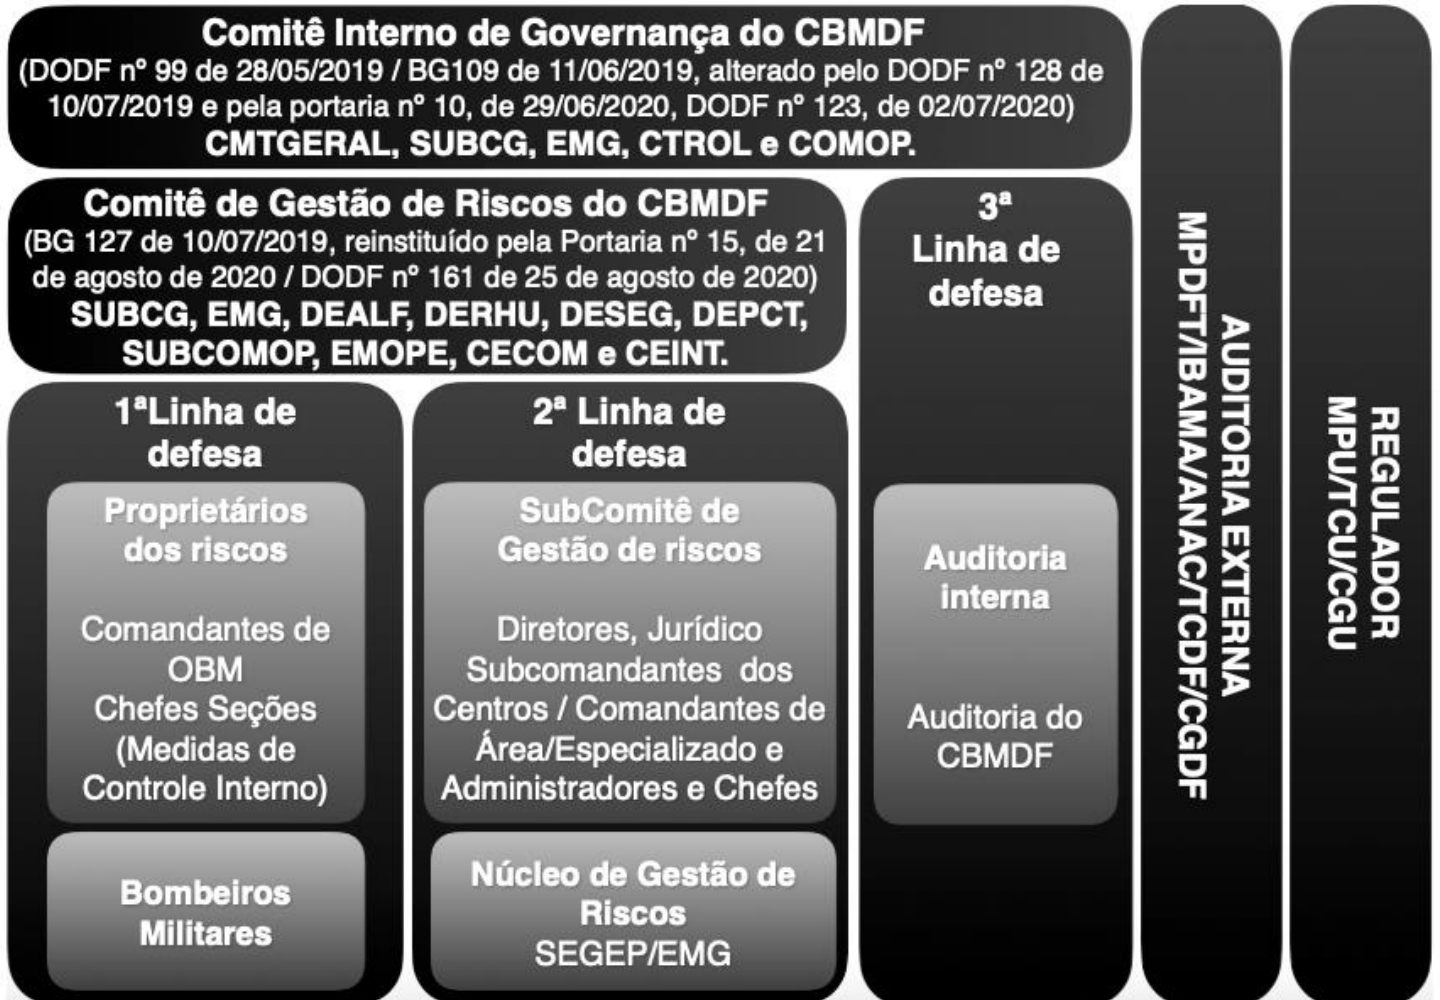 Comitê Interno de Governança do CBMDF
(DODF nº 99 de 28/05/2019 / BG109 de 11/06/2019, alterado pelo DODF nº 128 de
10/07/2019 e pela portaria nº 10, de 29/06/2020, DODF nº 123, de 02/07/2020)
CMTGERAL, SUBCG, EMG, CTROL e COMOP.
Comitê de Gestão de Riscos do CBMDF
(BG 127 de 10/07/2019, reinstituído pela Portaria nº 15, de 21
de agosto de 2020 / DODF nº 161 de 25 de agosto de 2020)
SUBCG, EMG, DEALF, DERHU, DESEG, DEPCT,
SUBCOMOP, EMOPE, CECOM e CEINT.
1ªLinha de
defesa
Proprietários
dos riscos
Comandantes de
OBM
Chefes Seções
(Medidas de
Controle Interno)
Bombeiros
Militares
2ª Linha de
defesa
SubComitê de
Gestão de riscos
Diretores, Jurídico
Subcomandantes dos
Centros / Comandantes de
Área/Especializado e
Administradores e Chefes
Núcleo de Gestão de
Riscos
SEGEP/EMG
3ª
Linha de
defesa
Auditoria
interna
Auditoria do
CBMDF
AUDITORIA EXTERNA
MPDFT/IBAMA/ANAC/TCDF/CGDF
REGULADOR
MPU/TCU/CGU